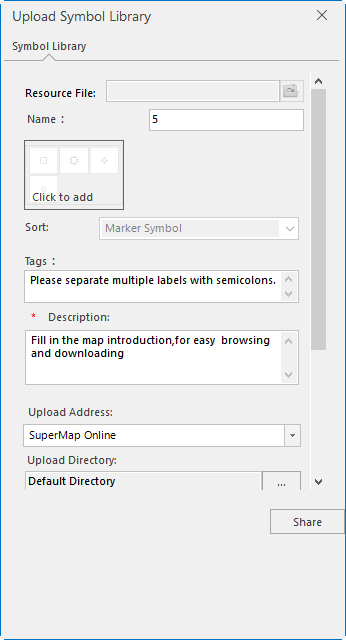 Upload Symbol Library
Symbol Library
Resource File:
Name :
5
Click to add
Sort:
Marker Symbol
Tags :
Please separate multiple labels with semicolons.
* Description:
Fill in the map introduction,for easy browsing
and downloading
Upload Address:
SuperMap Online
Upload Directory:
Default Directory
...
Share